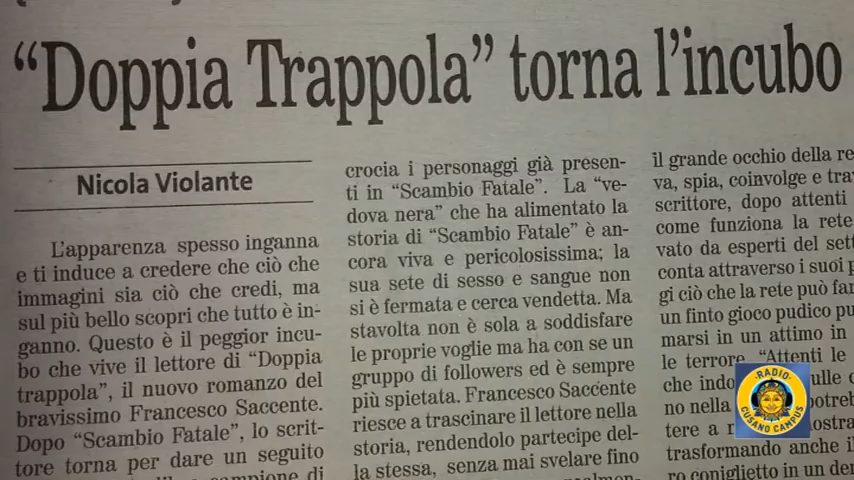 “Doppia Trappola” torna l’incubo
Nicola Violante
L’apparenza spesso inganna
e ti induce a credere che ciò che
immagini sia ciò che credi, ma
sul più bello scopri che tutto è in-
ganno. Questo è il peggior incu-
bo che vive il lettore di “Doppia
trappola”, il nuovo romanzo del
bravissimo Francesco Saccente.
Dopo “Scambio Fatale”, lo scrit-
tore torna per dare un seguito
crocia i personaggi già presen-
ti in “Scambio Fatale”. La “ve-
dova nera” che ha alimentato la
storia di “Scambio Fatale” è an-
cora viva e pericolosissima; la
sua sete di sesso e sangue non
si è fermata e cerca vendetta. Ma
stavolta non è sola a soddisfare
le proprie voglie ma ha con se un
gruppo di followers ed è sempre
più spietata. Francesco Saccente
riesce a trascinare il lettore nella
storia, rendendolo partecipe del-
la stessa, senza mai svelare fino
il grande occhio della re
va, spia, coinvolge e tra
scrittore, dopo attenti
come funziona la rete
vato da esperti del sett
conta attraverso i suoi p
gi ciò che la rete può far
un finto gioco pudico pu
marsi in un attimo in
le terrore. “Attenti le
che indo ulle
no nella potreb
tere a lostra
trasformando anche il
ro coniglietto in un den
RADIO
CUSANO CAMPUS